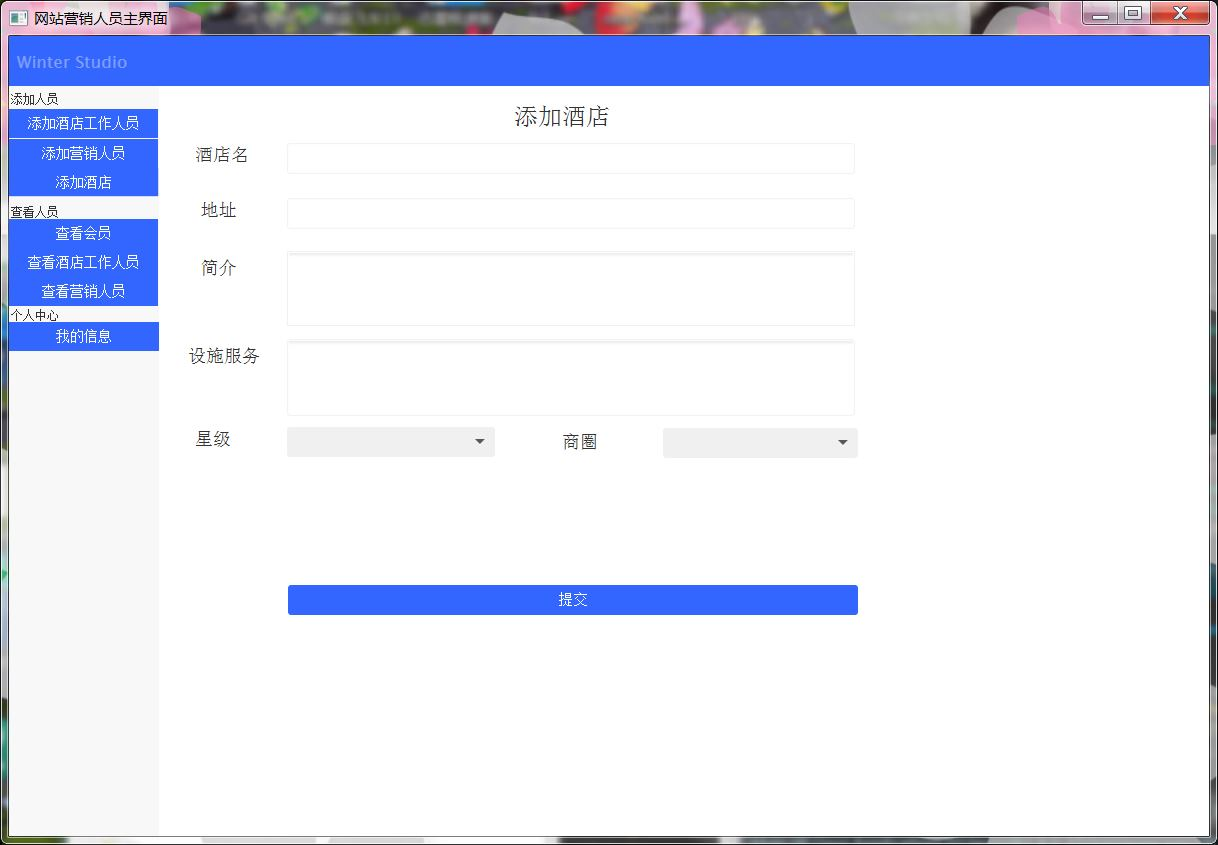 网站营销人员主界面
Winter Studio
添加人员
添加酒店工作人员
添加营销人员
添加酒店
查看人员
查看会员
查看酒店工作人员
查看营销人员
个人中心
我的信息
添加酒店
酒店名
地址
简介
设施服务
星级 商圈
提交